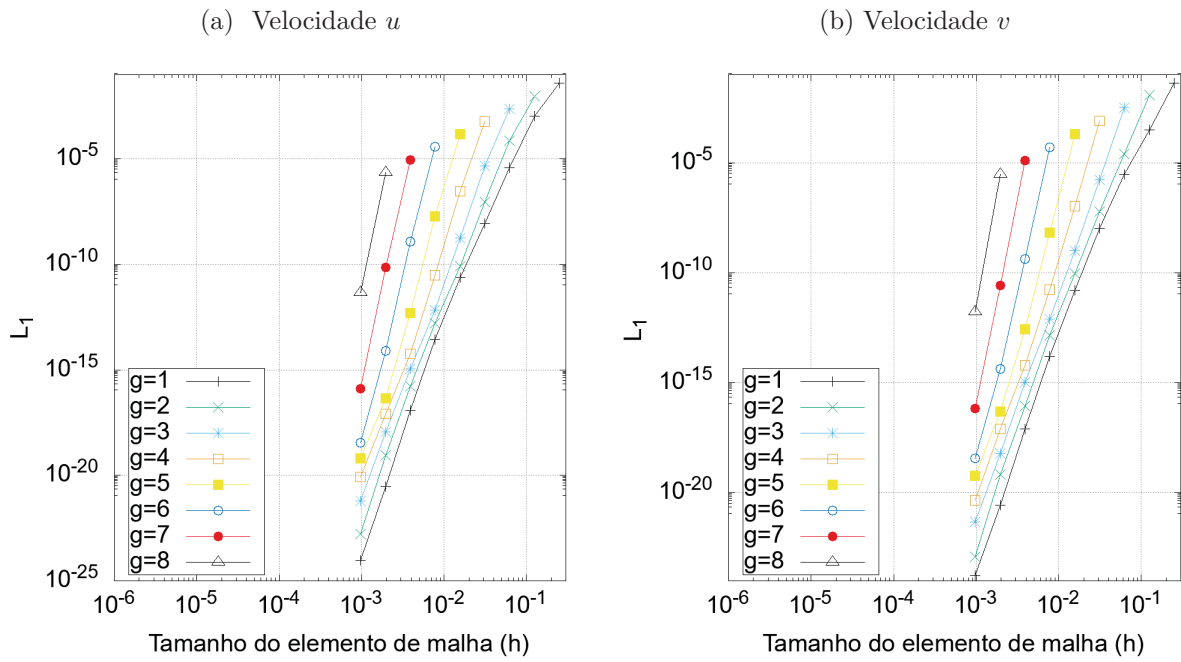 (a) Velocidade u
(b) Velocidade v
L1
10-5
10-10
10-15
10-20
10-25
g=1
g=2
g=3
g=4
g=5
g=6
g=7
g=8
10-6
10-5
10-4
10-3
10-2
10-1
Tamanho do elemento de malha (h)
L1
10-5
10-10
10-15
10-20
g=1
g=2
g=3
g=4
g=5
g=6
g=7
g=8
10-6
10-5
10-4
10-3
10-2
10-1
Tamanho do elemento de malha (h)